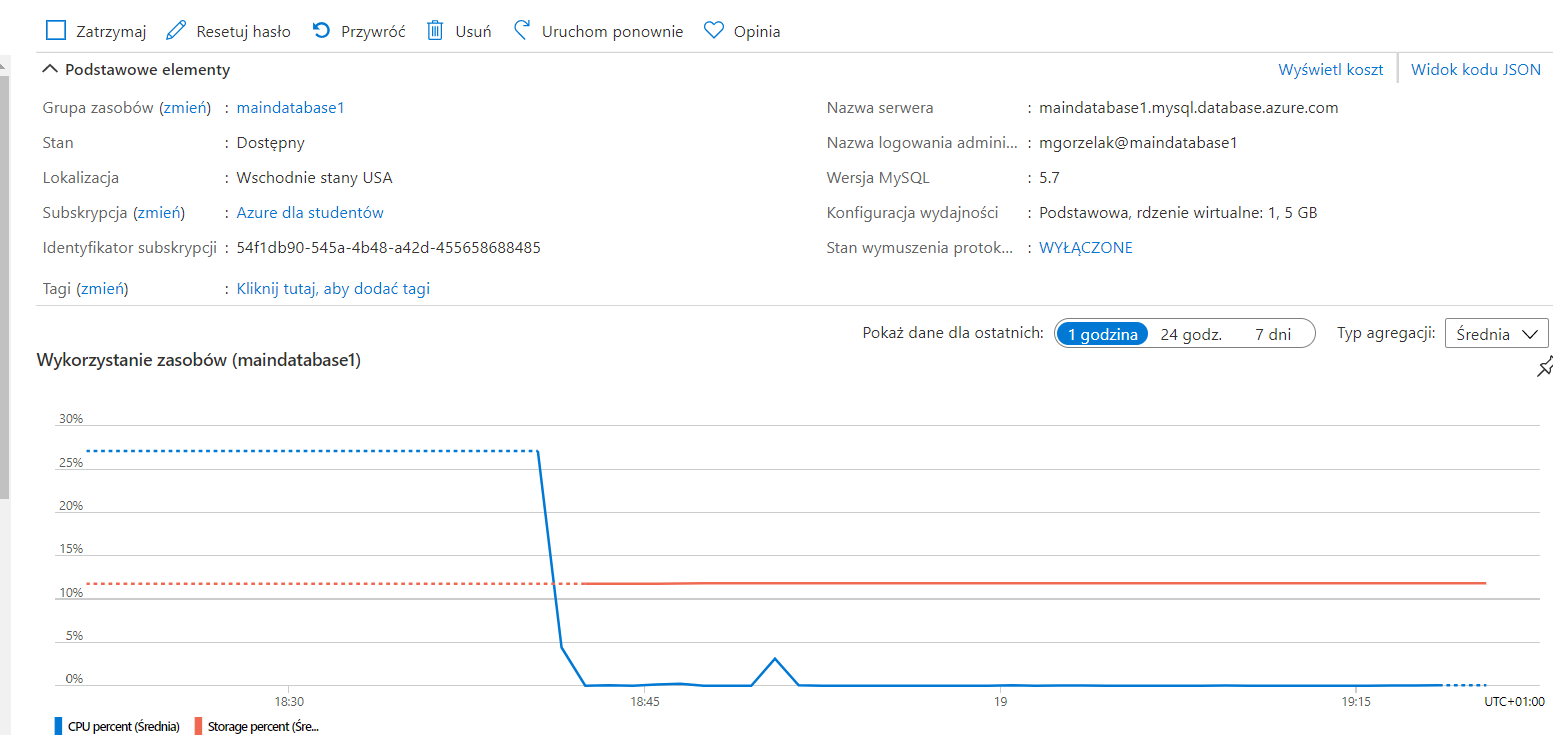 Zatrzymaj Resetuj hasło Przywróć Usuń Uruchom ponownie Opinia
Podstawowe elementy Wyświetl koszt Widok kodu JSON
Grupa zasobów (zmień) : maindatabase1 Nazwa serwera : maindatabase1.mysql.database.azure.com
Stan : Dostępny Nazwa logowania admini... : mgorzelak@maindatabase1
Lokalizacja : Wschodnie stany USA Wersja MySQL : 5.7
Subskrypcja (zmień) : Azure dla studentów Konfiguracja wydajności : Podstawowa, rdzenie wirtualne: 1, 5 GB
Identyfikator subskrypcji : 54f1db90-545a-4b48-a42d-455658688485 Stan wymuszenia protok... : WYŁĄCZONE
Tagi (zmień) : Kliknij tutaj, aby dodać tagi
Pokaż dane dla ostatnich: 1 godzina 24 godz. 7 dni Typ agregacji: Średnia
Wykorzystanie zasobów (maindatabase1)
30%
25%
20%
15%
10%
5%
0%
18:30 18:45 19 19:15 UTC+01:00
CPU percent (Średnia) Storage percent (Śre...